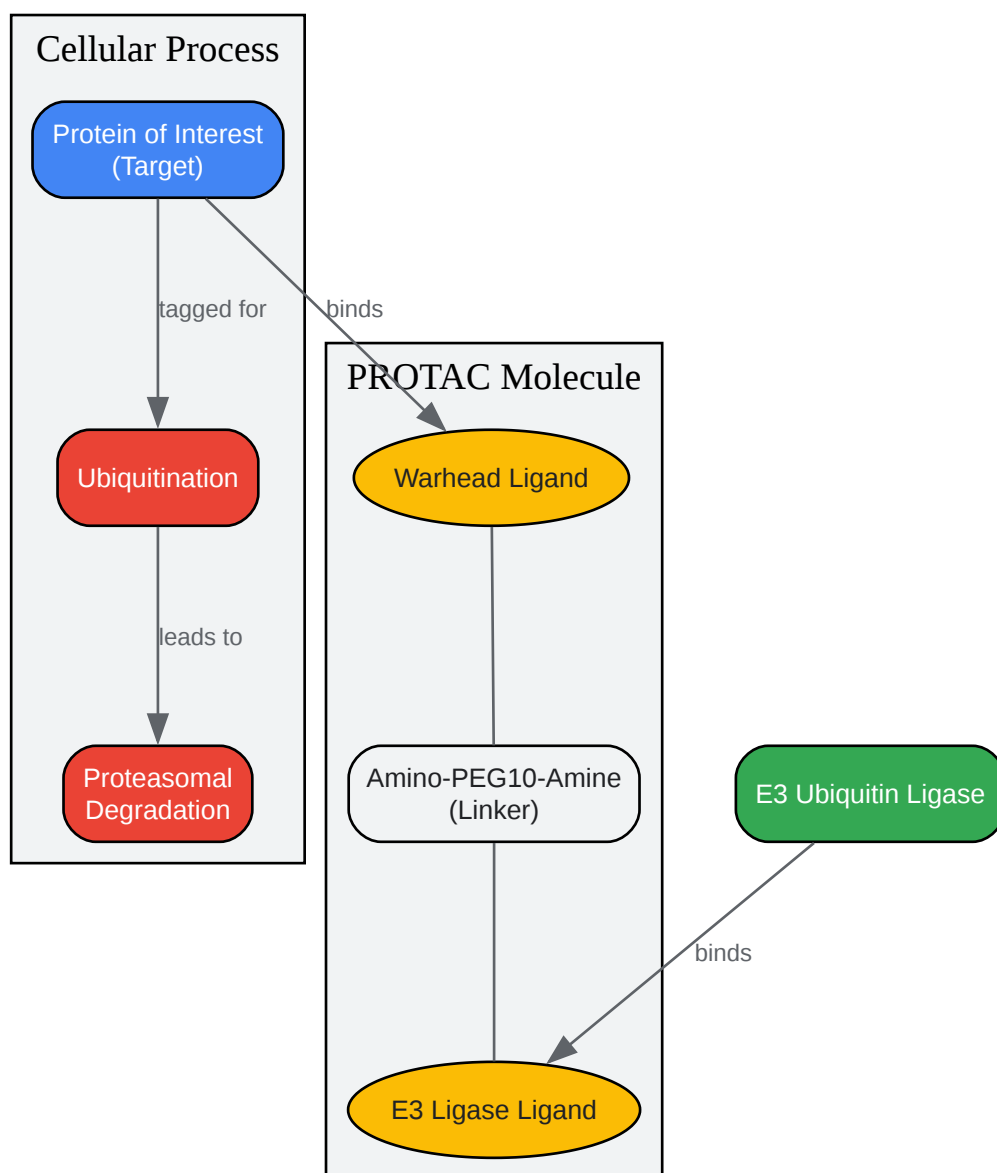 Cellular Process
Protein of Interest
(Target)
tagged for
binds
Ubiquitination
leads to
Proteasomal
Degradation
PROTAC Molecule
Warhead Ligand
Amino-PEG10-Amine
(Linker)
E3 Ubiquitin Ligase
binds
E3 Ligase Ligand